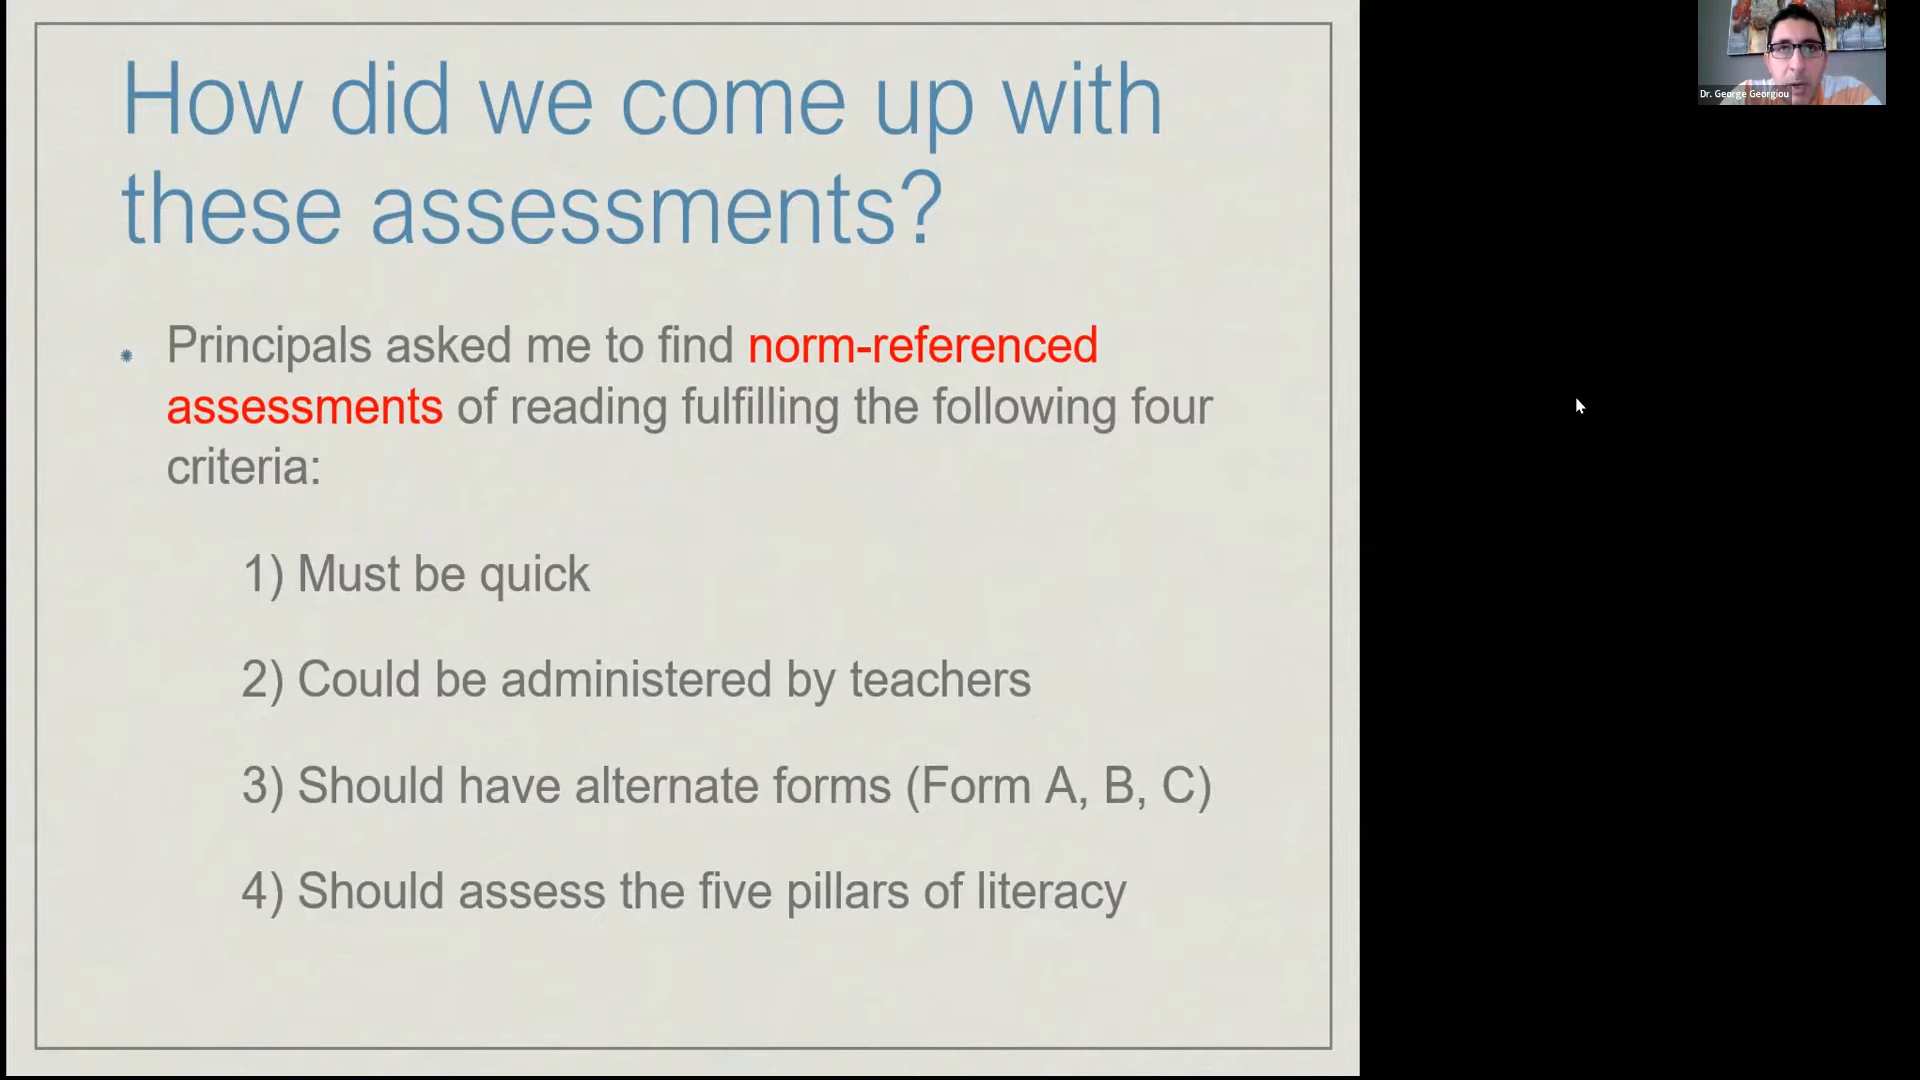 How did we come up with
these assessments?
Principals asked me to find norm-referenced
assessments of reading fulfilling the following four
criteria:
1) Must be quick
2) Could be administered by teachers
3) Should have alternate forms (Form A, B, C)
4) Should assess the five pillars of literacy
Dr. George Georgiou